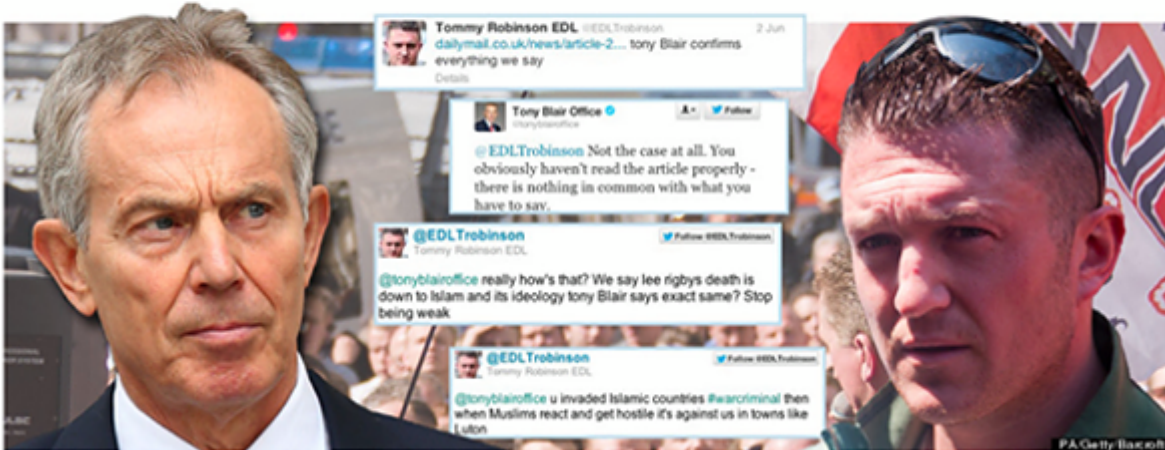 Tommy Robinson EDL @EDLTrobinson 2 Jun
dailymail.co.uk/news/article-2... tony Blair confirms
everything we say
Details
Tony Blair Office
@tonyblairoffice
Follow
@EDLTrobinson Not the case at all. You
obviously haven't read the article properly -
there is nothing in common with what you
have to say.
@EDLTrobinson
Follow @EDLTrobinson
Tommy Robinson EDL
@tonyblairoffice really how's that? We say lee rigbys death is
down to Islam and its ideology tony Blair says exact same? Stop
being weak
@EDLTrobinson
Follow @EDLTrobinson
Tommy Robinson EDL
@tonyblairoffice u invaded Islamic countries #warcriminal then
when Muslims react and get hostile it's against us in towns like
Luton
PA/Getty/Barcroft